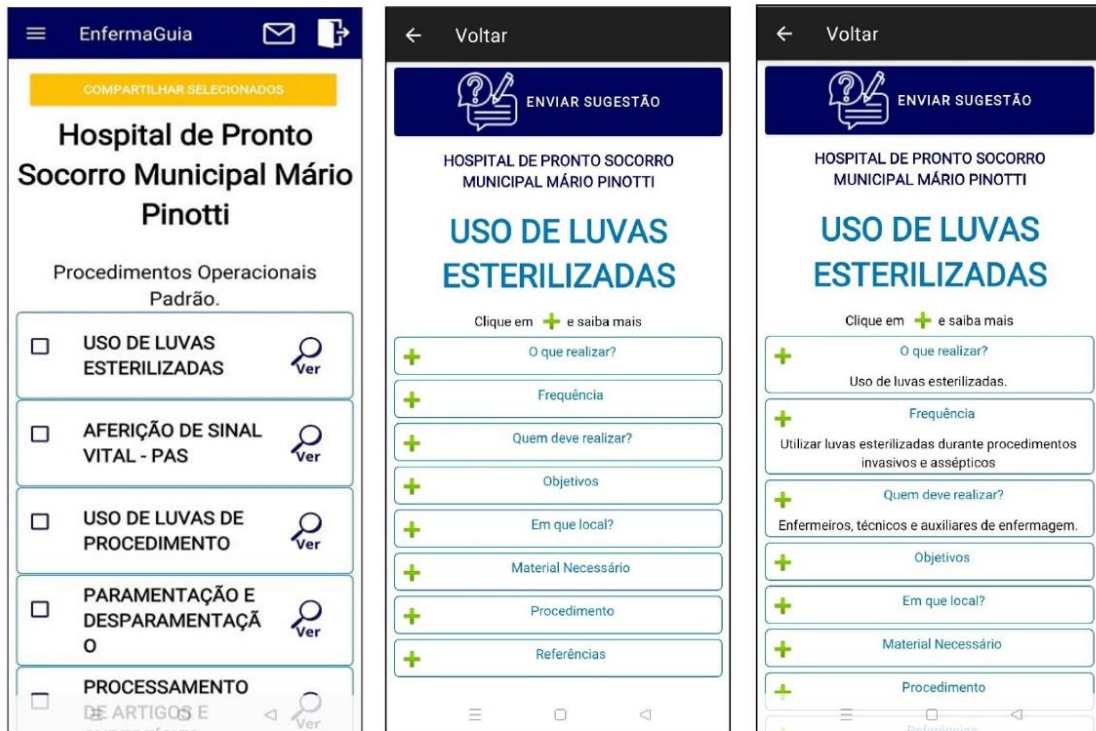 EnfermaGuia
COMPARTILHAR SELECIONADOS
Hospital de Pronto
Socorro Municipal Mário
Pinotti
Procedimentos Operacionais
Padrão.
USO DE LUVAS
ESTERILIZADAS
Ver
AFERIÇÃO DE SINAL
VITAL - PAS
Ver
USO DE LUVAS DE
PROCEDIMENTO
Ver
PARAMENTAÇÃO E
DESPARAMENTAÇÃ
O
Ver
PROCESSAMENTO
DE ARTIGOS E
Ver
Voltar
ENVIAR SUGESTÃO
HOSPITAL DE PRONTO SOCORRO
MUNICIPAL MÁRIO PINOTTI
USO DE LUVAS
ESTERILIZADAS
Clique em + e saiba mais
O que realizar?
Frequência
Quem deve realizar?
Objetivos
Em que local?
Material Necessário
Procedimento
Referências
Voltar
ENVIAR SUGESTÃO
HOSPITAL DE PRONTO SOCORRO
MUNICIPAL MÁRIO PINOTTI
USO DE LUVAS
ESTERILIZADAS
Clique em + e saiba mais
O que realizar?
Uso de luvas esterilizadas.
Frequência
Utilizar luvas esterilizadas durante procedimentos
invasivos e assépticos
Quem deve realizar?
Enfermeiros, técnicos e auxiliares de enfermagem.
Objetivos
Em que local?
Material Necessário
Procedimento
Referências